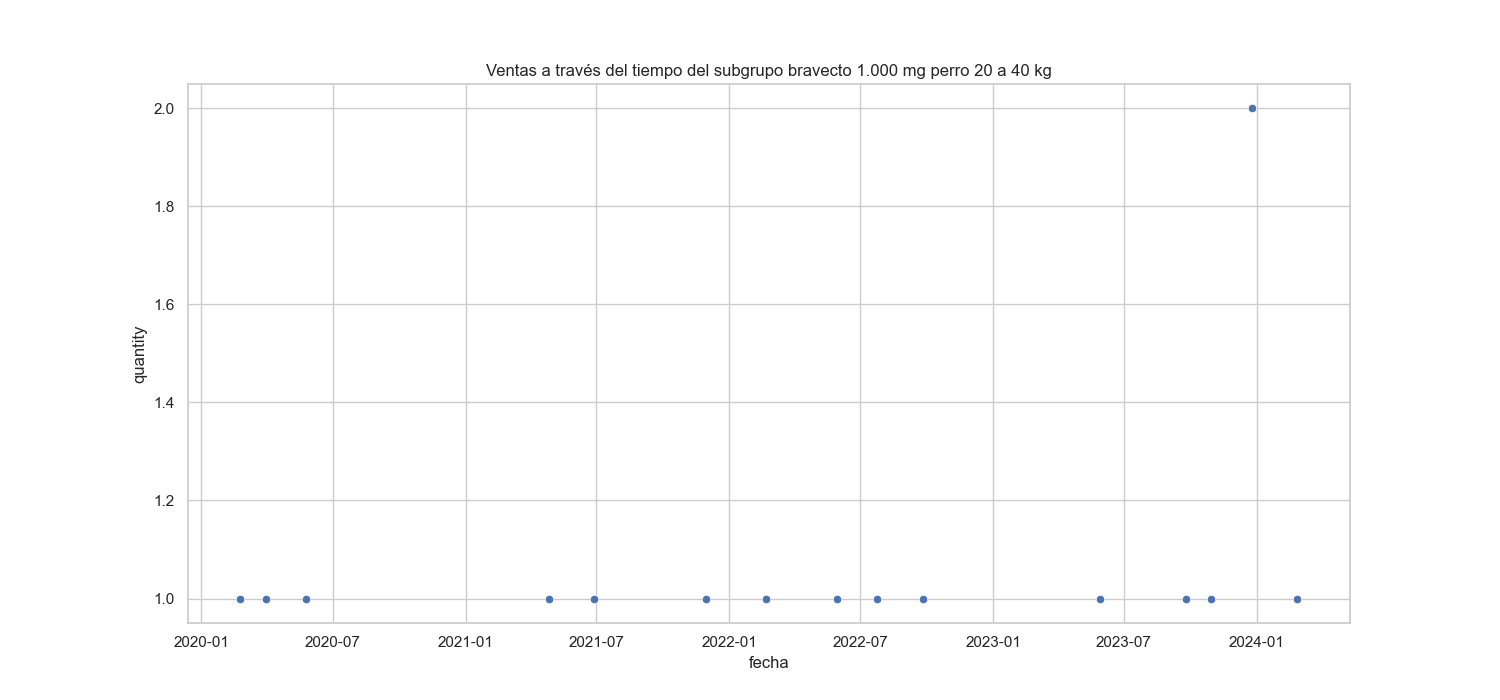 Ventas a través del tiempo del subgrupo bravecto 1.000 mg perro 20 a 40 kg
2.0
1.8
1.6
1.4
1.2
1.0
quantity
2020-01 2020-07 2021-01 2021-07 2022-01 2022-07 2023-01 2023-07 2024-01
fecha